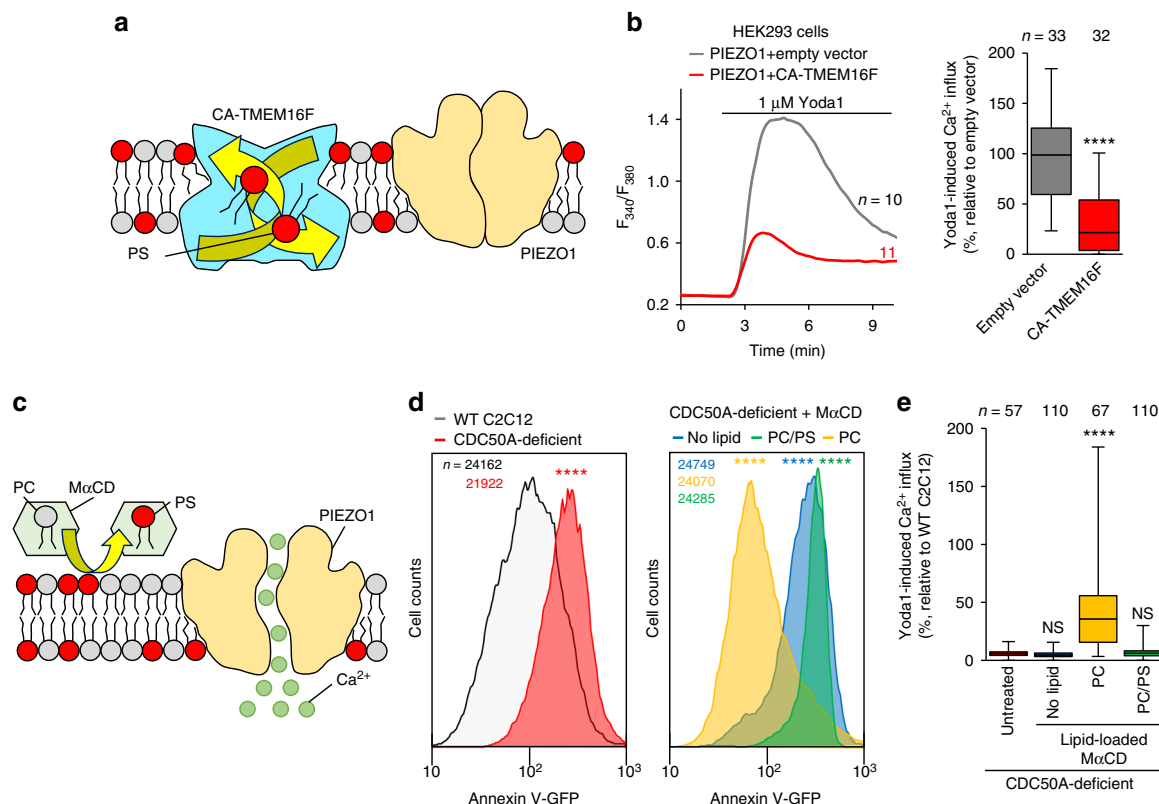 a
CA-TMEM16F
PS
PIEZO1
b
HEK293 cells
PIEZO1+empty vector
PIEZO1+CA-TMEM16F
1 μM Yoda1
F340/F380
1.4
1.0
0.6
0.2
n = 10
11
0 3 6 9
Time (min)
n = 33 32
Yoda1-induced Ca2+ influx
(%, relative to empty vector)
200
150
100
50
0
****
Empty vector
CA-TMEM16F
c
PC
MαCD
PS
PIEZO1
Ca2+
d
WT C2C12
CDC50A-deficient
n = 24162
21922
****
Cell counts
10 10² 10³
Annexin V-GFP
CDC50A-deficient + MαCD
No lipid PC/PS PC
24749
24070
24285
**** **** ****
Cell counts
10 10² 10³
Annexin V-GFP
e
n = 57 110 67 110
Yoda1-induced Ca2+ influx
(%, relative to WT C2C12)
200
150
100
50
0
NS
****
NS
Untreated
No lipid
PC
PC/PS
Lipid-loaded
MαCD
CDC50A-deficient